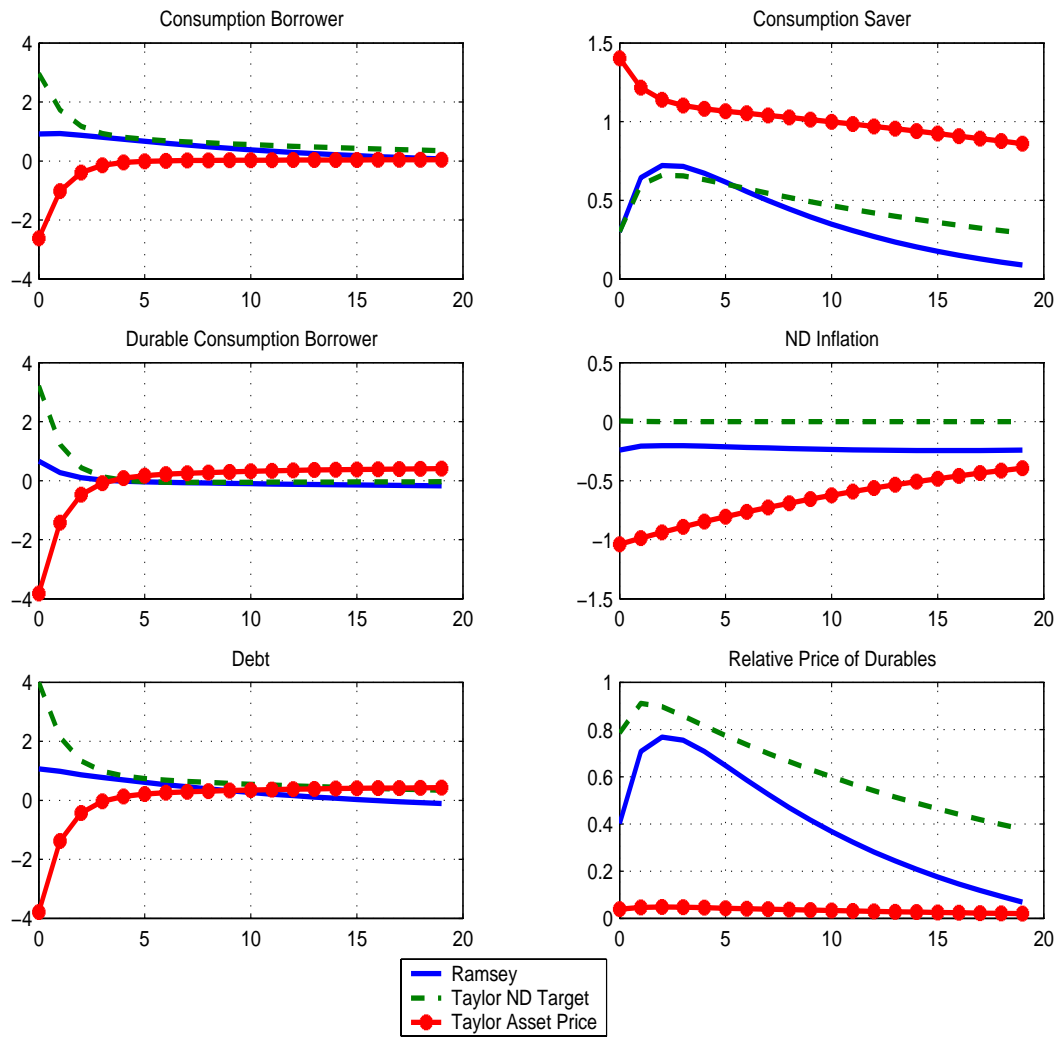 Consumption Borrower
4
2
0
−2
−4
0 5 10 15 20
Consumption Saver
1.5
1
0.5
0
0 5 10 15 20
Durable Consumption Borrower
4
2
0
−2
−4
0 5 10 15 20
ND Inflation
0.5
0
−0.5
−1
−1.5
0 5 10 15 20
Debt
4
2
0
−2
−4
0 5 10 15 20
Relative Price of Durables
1
0.8
0.6
0.4
0.2
0
0 5 10 15 20
Ramsey
Taylor ND Target
Taylor Asset Price